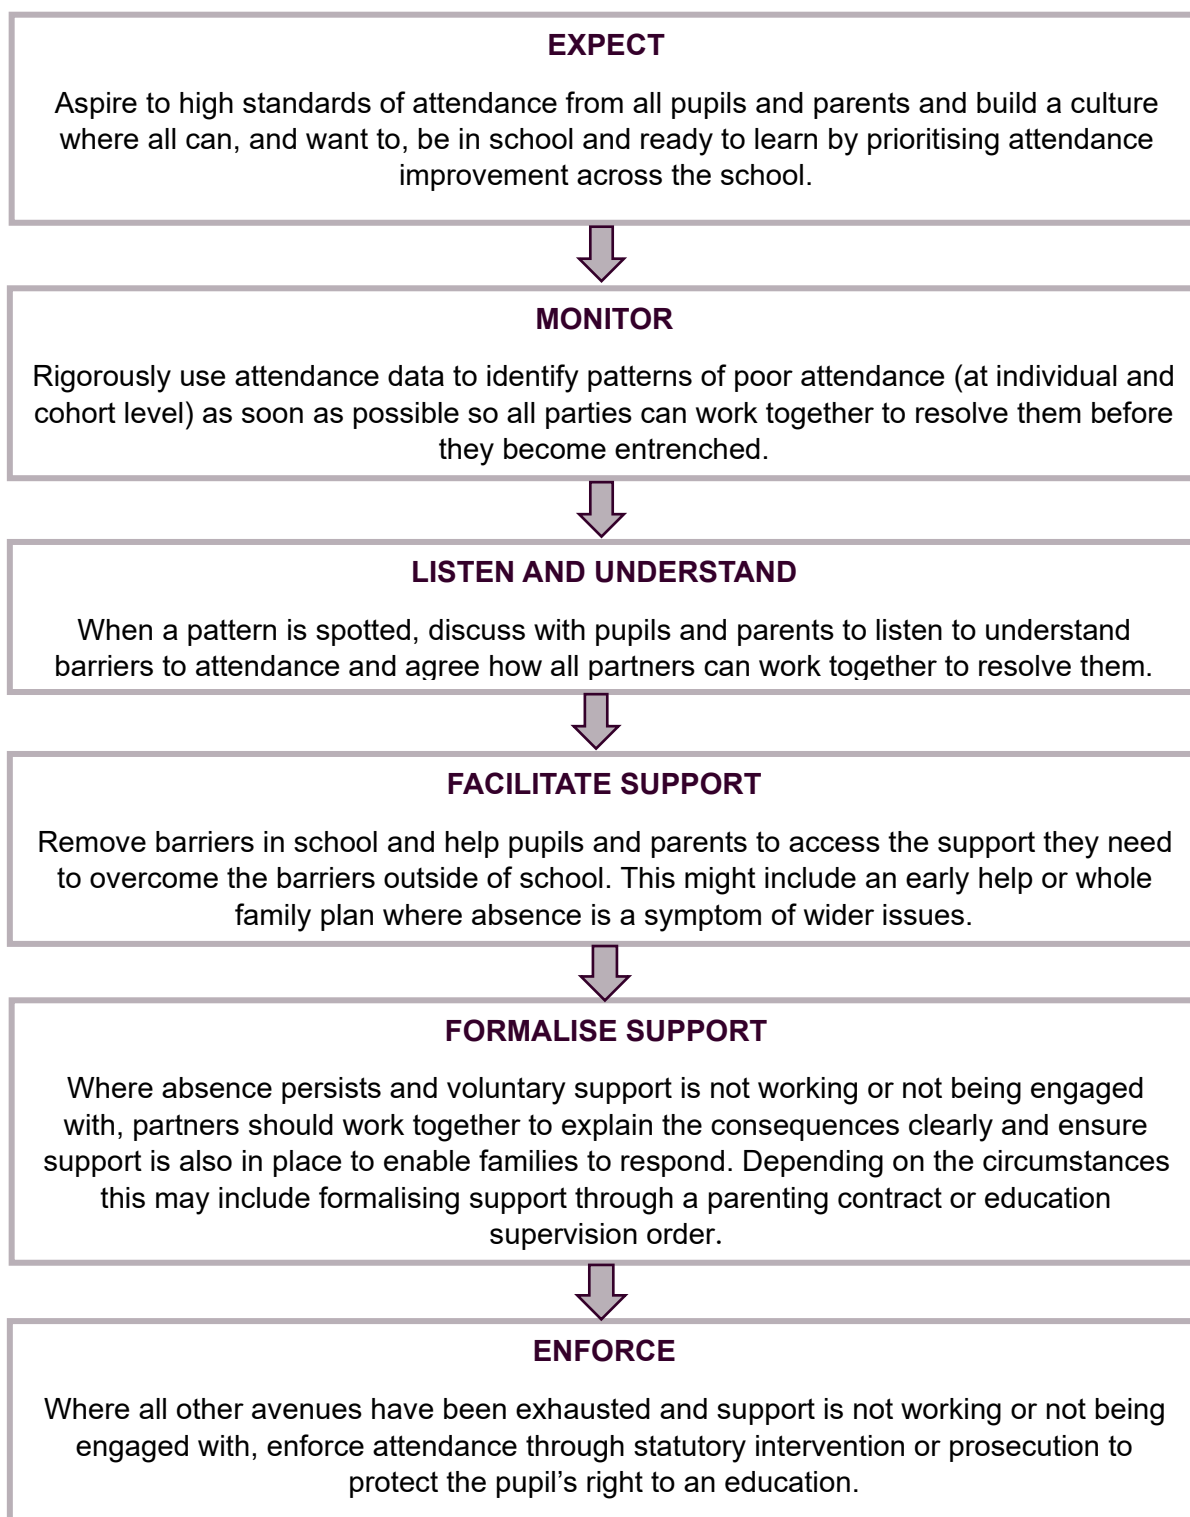 EXPECT
Aspire to high standards of attendance from all pupils and parents and build a culture
where all can, and want to, be in school and ready to learn by prioritising attendance
improvement across the school.
MONITOR
Rigorously use attendance data to identify patterns of poor attendance (at individual and
cohort level) as soon as possible so all parties can work together to resolve them before
they become entrenched.
LISTEN AND UNDERSTAND
When a pattern is spotted, discuss with pupils and parents to listen to understand
barriers to attendance and agree how all partners can work together to resolve them.
FACILITATE SUPPORT
Remove barriers in school and help pupils and parents to access the support they need
to overcome the barriers outside of school. This might include an early help or whole
family plan where absence is a symptom of wider issues.
FORMALISE SUPPORT
Where absence persists and voluntary support is not working or not being engaged
with, partners should work together to explain the consequences clearly and ensure
support is also in place to enable families to respond. Depending on the circumstances
this may include formalising support through a parenting contract or education
supervision order.
ENFORCE
Where all other avenues have been exhausted and support is not working or not being
engaged with, enforce attendance through statutory intervention or prosecution to
protect the pupil’s right to an education.